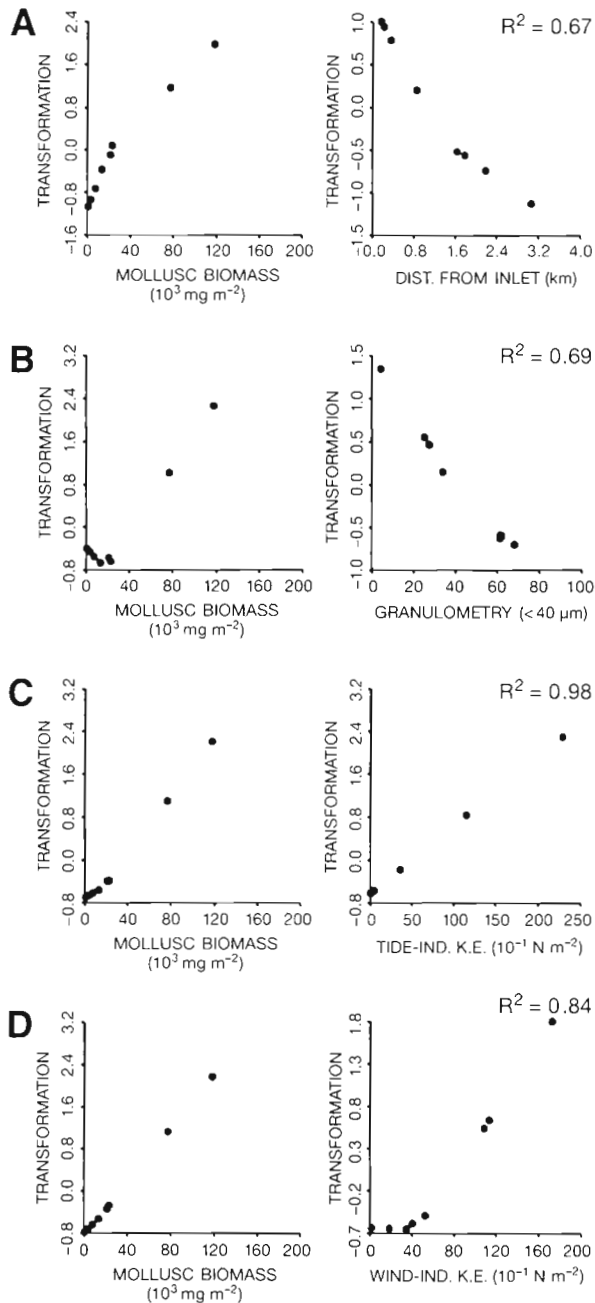 A
R² = 0.67
TRANSFORMATION
2.4
1.6
0.8
0.0
−0.8
−1.6
0 40 80 120 160 200
MOLLUSC BIOMASS
(10³ mg m⁻²)
TRANSFORMATION
1.0
0.5
0.0
−0.5
−1.0
−1.5
0.0 0.8 1.6 2.4 3.2 4.0
DIST. FROM INLET (km)
B
R² = 0.69
TRANSFORMATION
3.2
2.4
1.6
0.8
0.0
−0.8
0 40 80 120 160 200
MOLLUSC BIOMASS
(10³ mg m⁻²)
TRANSFORMATION
1.5
1.0
0.5
0.0
−0.5
−1.0
0 20 40 60 80 100
GRANULOMETRY (<40 μm)
C
R² = 0.98
TRANSFORMATION
3.2
2.4
1.6
0.8
0.0
−0.8
0 40 80 120 160 200
MOLLUSC BIOMASS
(10³ mg m⁻²)
TRANSFORMATION
3.2
2.4
1.6
0.8
0.0
−0.8
0 50 100 150 200 250
TIDE-IND. K.E. (10⁻¹ N m⁻²)
D
R² = 0.84
TRANSFORMATION
3.2
2.4
1.6
0.8
0.0
−0.8
0 40 80 120 160 200
MOLLUSC BIOMASS
(10³ mg m⁻²)
TRANSFORMATION
1.8
1.3
0.8
0.3
−0.2
−0.7
0 40 80 120 160 200
WIND-IND. K.E. (10⁻¹ N m⁻²)